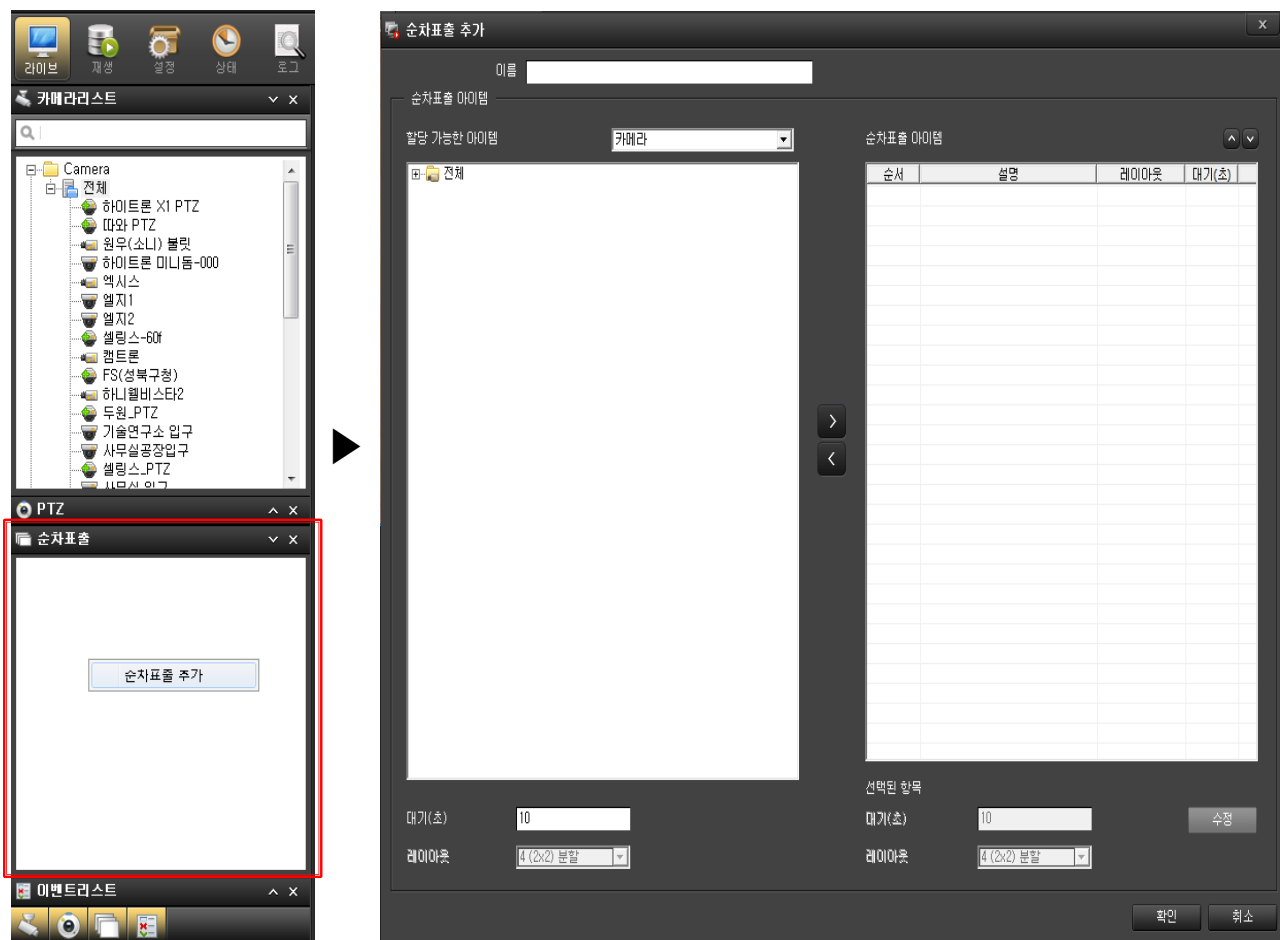 라이브 재생 설정 상태 로그
카메라리스트
Camera
전체
하이트론 X1 PTZ
따와 PTZ
원우(소니) 불릿
하이트론 미니돔-000
엑시스
엘지1
엘지2
셀링스-60f
캠트론
FS(성북구청)
하니웰비스타2
두원_PTZ
기술연구소 입구
사무실공장입구
셀링스_PTZ
사무실 입구
PTZ
순차표출
순차표출 추가
이벤트리스트
순차표출 추가
이름
순차표출 아이템
할당 가능한 아이템 카메라
전체
대기(초) 10
레이아웃 4 (2x2) 분할
순차표출 아이템
순서 설명 레이아웃 대기(초)
선택된 항목
대기(초) 10 수정
레이아웃 4 (2x2) 분할
확인 취소